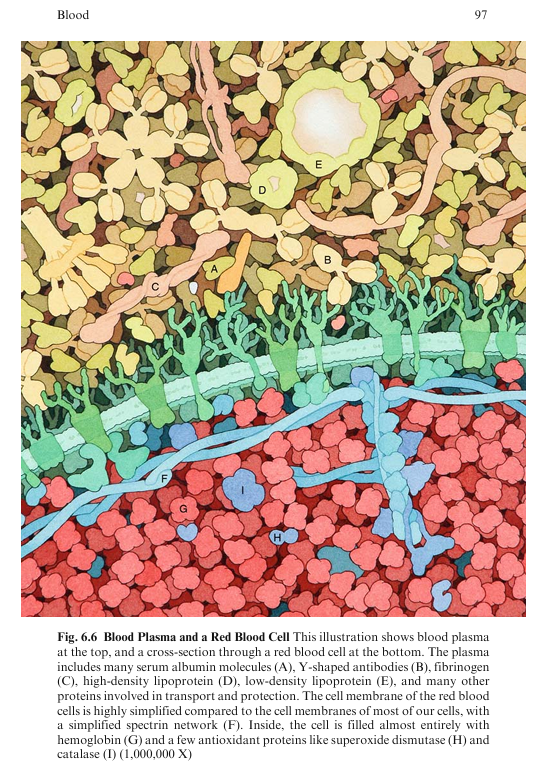 Blood 97
E
D
B
A
C
F
I
G
H
Fig. 6.6 Blood Plasma and a Red Blood Cell This illustration shows blood plasma
at the top, and a cross-section through a red blood cell at the bottom. The plasma
includes many serum albumin molecules (A), Y-shaped antibodies (B), fibrinogen
(C), high-density lipoprotein (D), low-density lipoprotein (E), and many other
proteins involved in transport and protection. The cell membrane of the red blood
cells is highly simplified compared to the cell membranes of most of our cells, with
a simplified spectrin network (F). Inside, the cell is filled almost entirely with
hemoglobin (G) and a few antioxidant proteins like superoxide dismutase (H) and
catalase (I) (1,000,000 X)